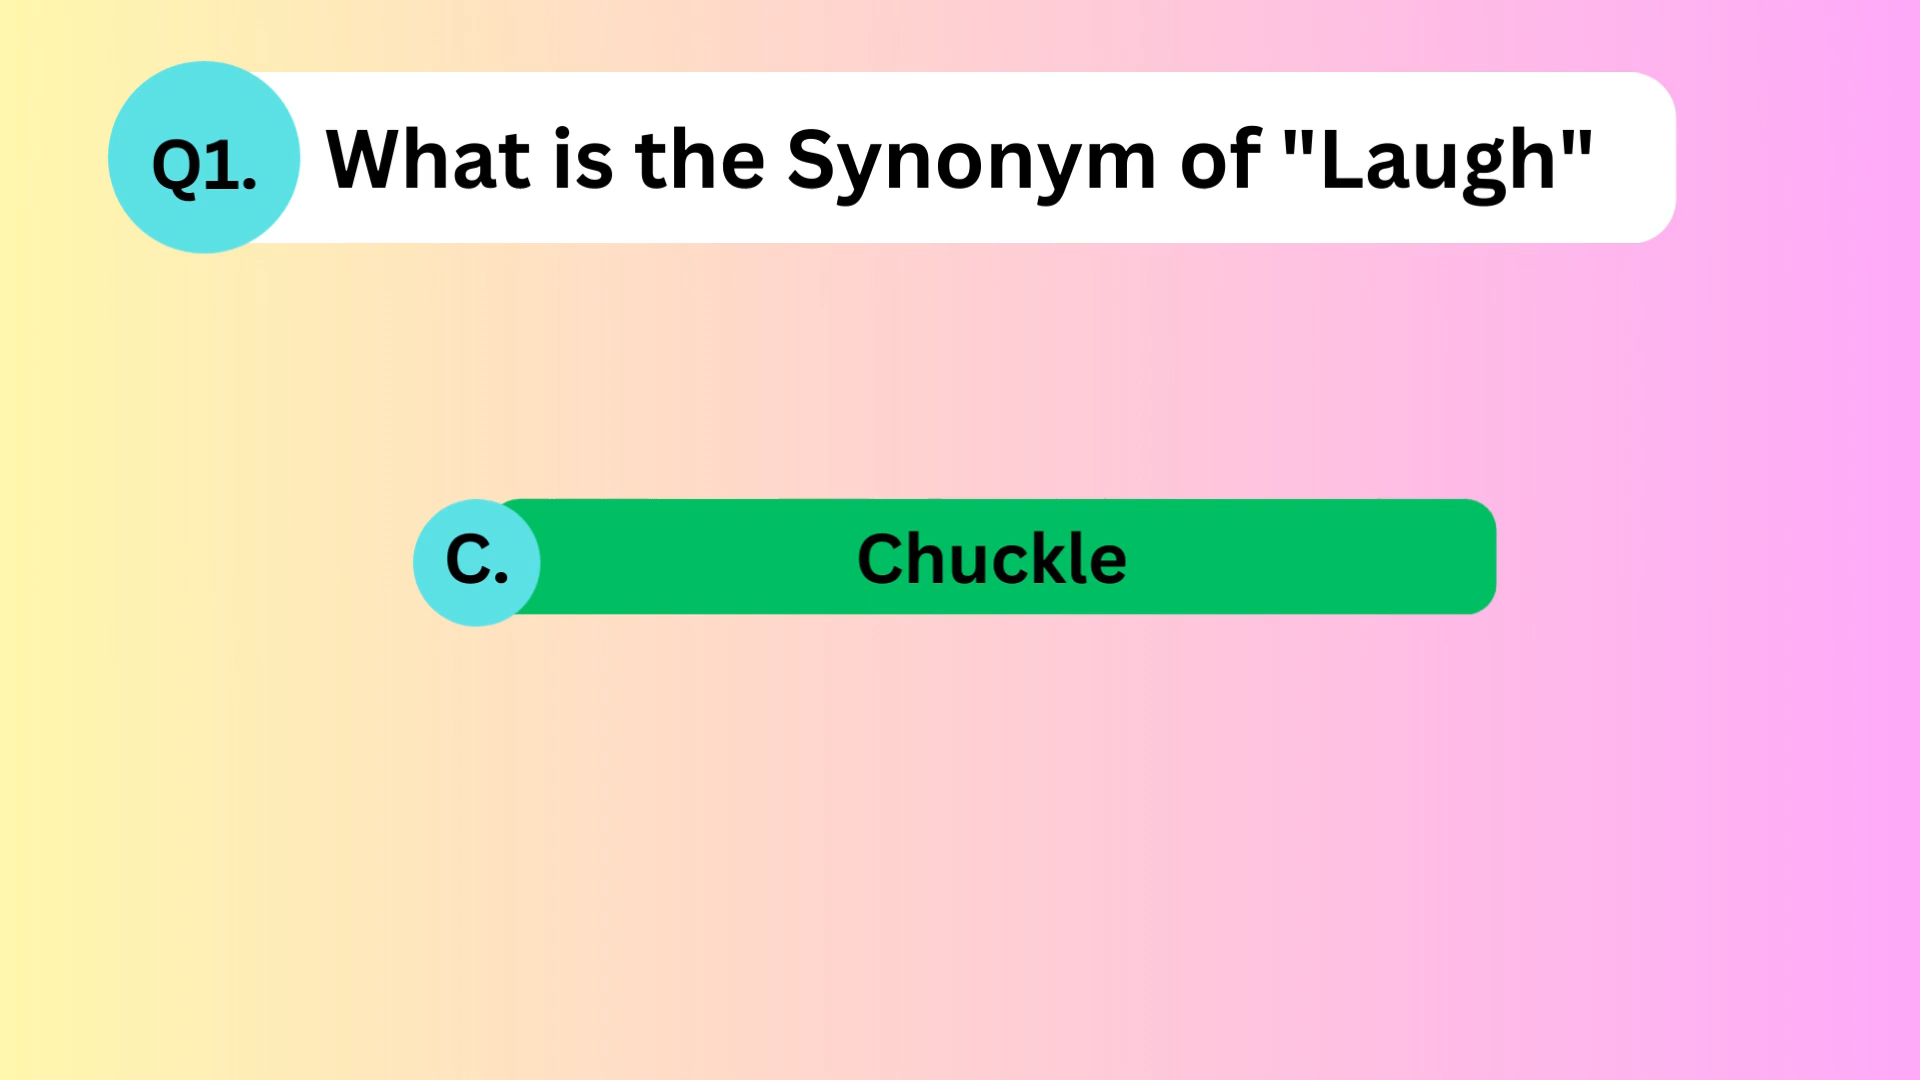 Q1. What is the Synonym of "Laugh"
C. Chuckle